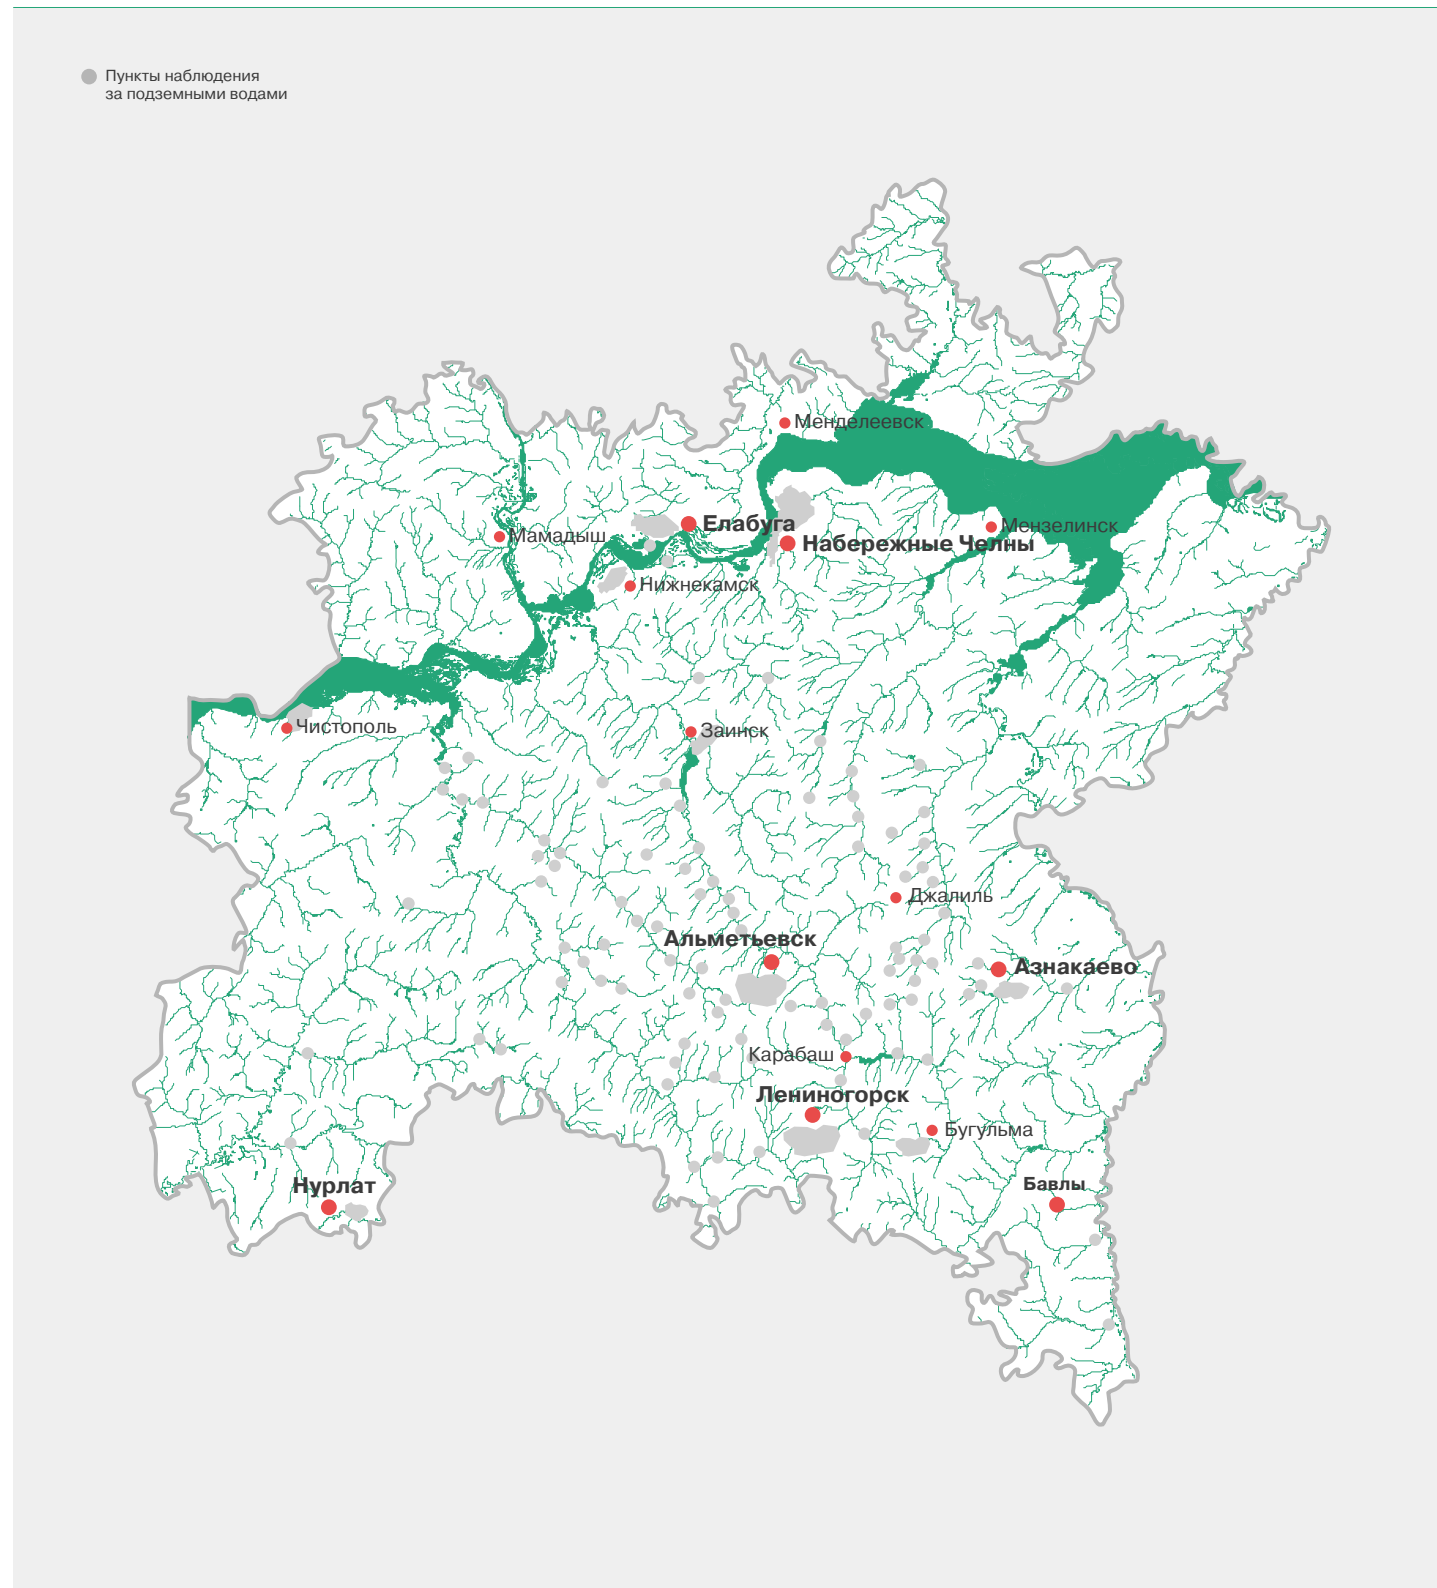 Пункты наблюдения
за подземными водами
Менделеевск
Елабуга
Мензелинск
Мамадыш
Набережные Челны
Нижнекамск
Чистополь
Заинск
Джалиль
Альметьевск
Азнакаево
Карабаш
Лениногорск
Бугульма
Бавлы
Нурлат